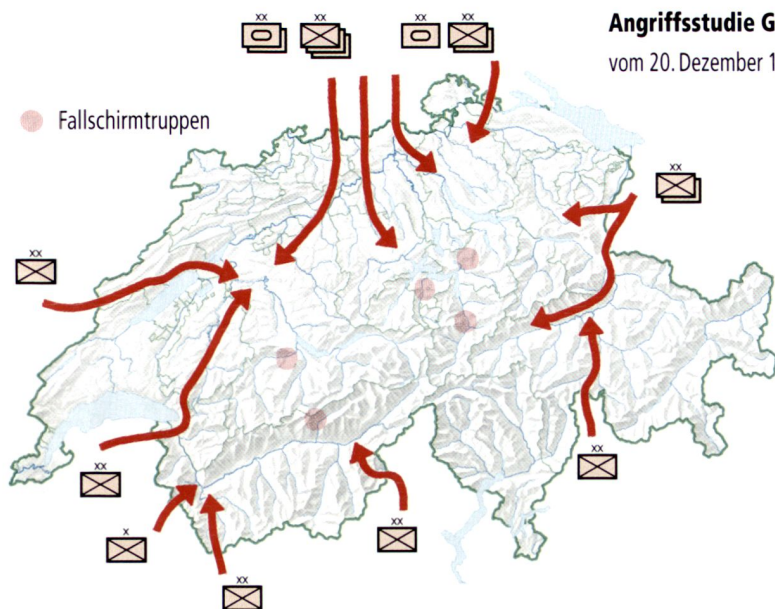 xx xx xx xx
Angriffsstudie G
vom 20. Dezember 1
Fallschirmtruppen
xx
xx
xx
xx
x
xx
xx